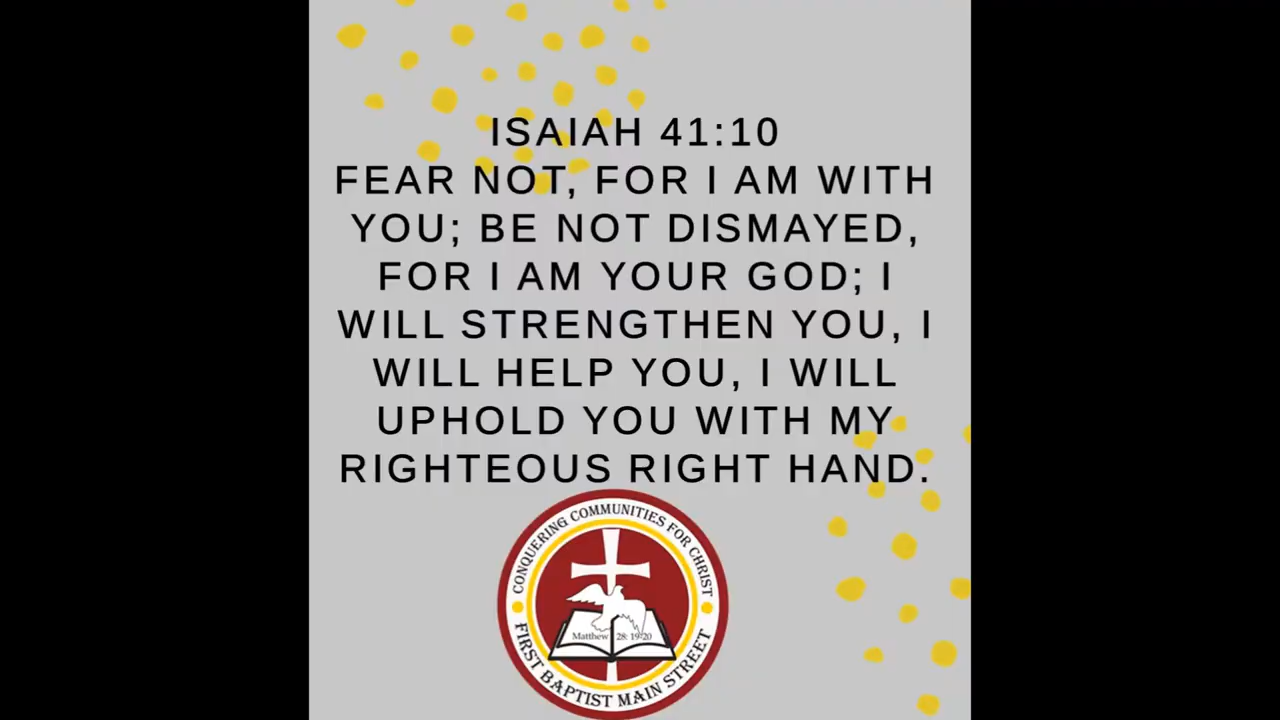 ISAIAH 41:10
FEAR NOT, FOR I AM WITH
YOU; BE NOT DISMAYED,
FOR I AM YOUR GOD; I
WILL STRENGTHEN YOU, I
WILL HELP YOU, I WILL
UPHOLD YOU WITH MY
RIGHTEOUS RIGHT HAND.
CONQUERING COMMUNITIES FOR CHRIST
Matthew 28: 19-20
FIRST BAPTIST MAIN STREET